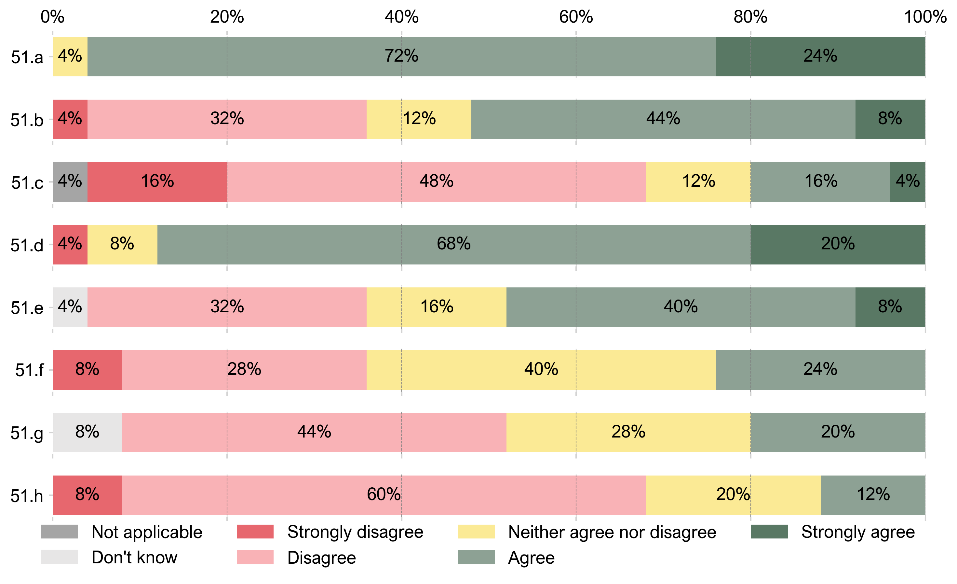 0% 20% 40% 60% 80% 100%
51.a 4% 72% 24%
51.b 4% 32% 12% 44% 8%
51.c 4% 16% 48% 12% 16% 4%
51.d 4% 8% 68% 20%
51.e 4% 32% 16% 40% 8%
51.f 8% 28% 40% 24%
51.g 8% 44% 28% 20%
51.h 8% 60% 20% 12%
Not applicable Strongly disagree Neither agree nor disagree Strongly agree
Don't know Disagree Agree